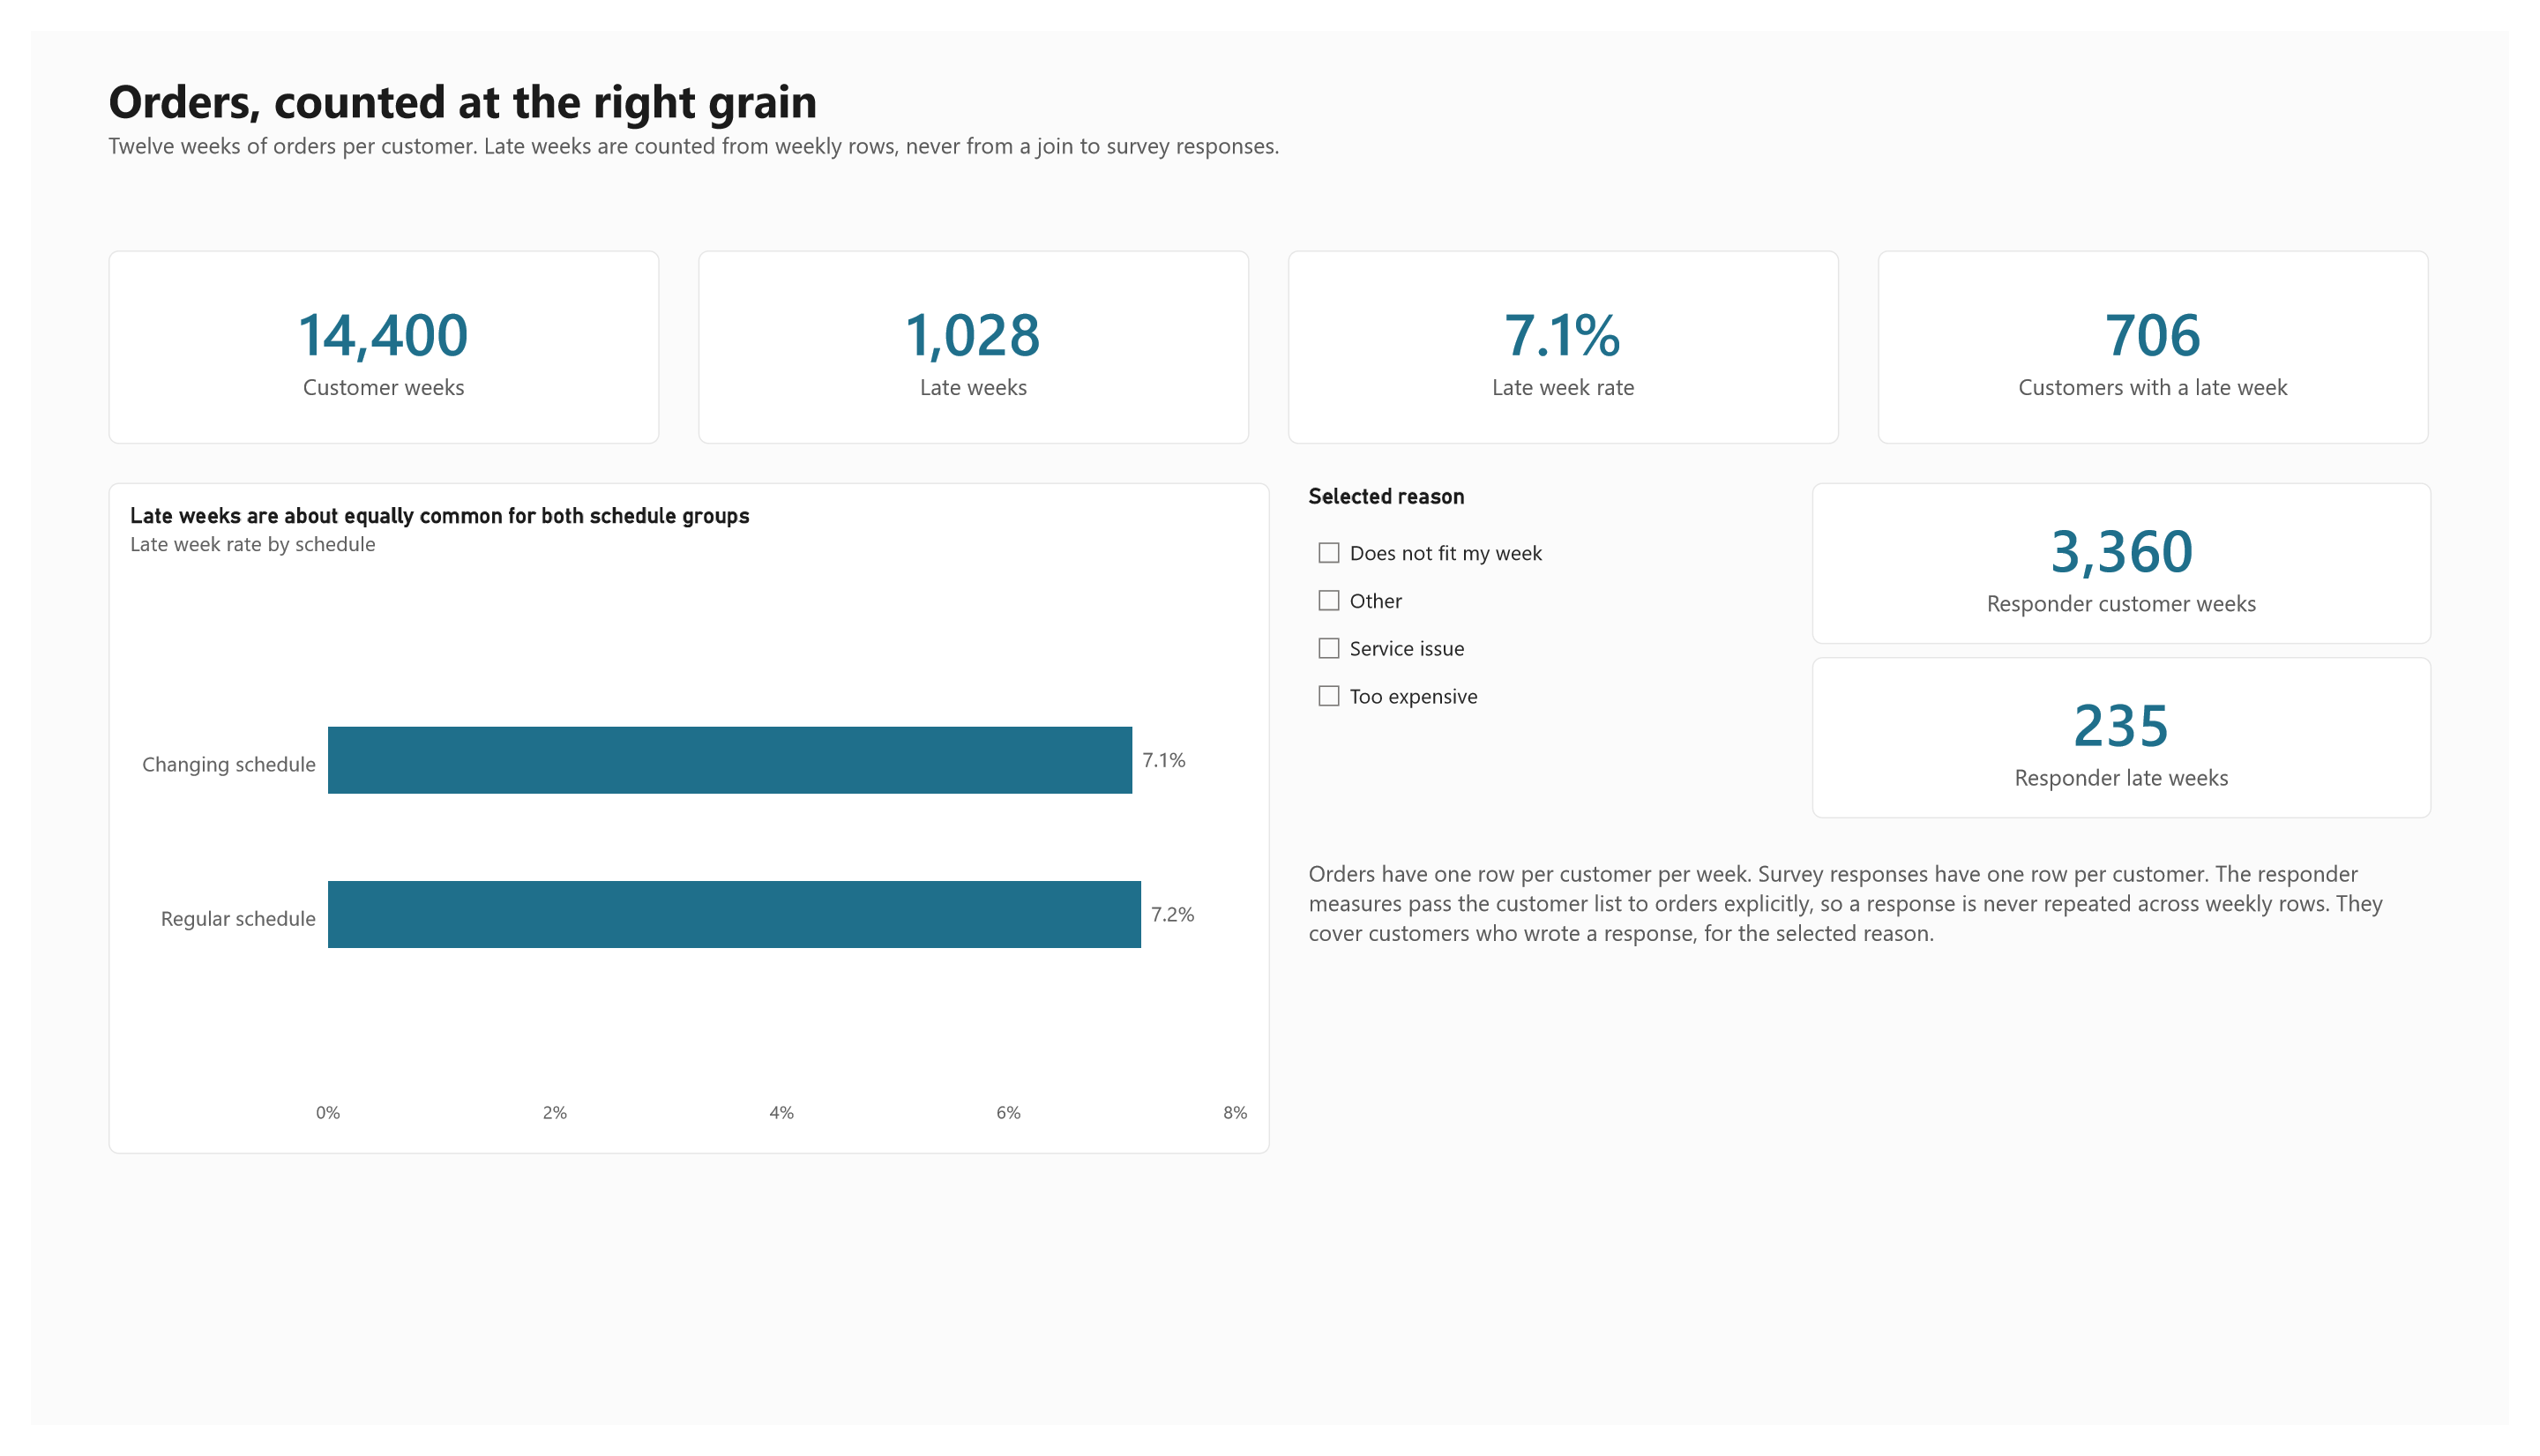 Orders, counted at the right grain
Twelve weeks of orders per customer. Late weeks are counted from weekly rows, never from a join to survey responses.
14,400
Customer weeks
1,028
Late weeks
7.1%
Late week rate
706
Customers with a late week
Late weeks are about equally common for both schedule groups
Late week rate by schedule
Changing schedule
7.1%
Regular schedule
7.2%
0%
2%
4%
6%
8%
Selected reason
Does not fit my week
Other
Service issue
Too expensive
3,360
Responder customer weeks
235
Responder late weeks
Orders have one row per customer per week. Survey responses have one row per customer. The responder
measures pass the customer list to orders explicitly, so a response is never repeated across weekly rows. They
cover customers who wrote a response, for the selected reason.